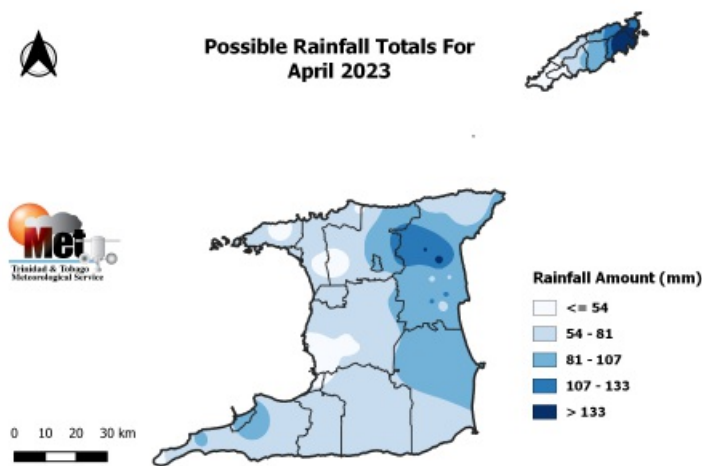 Possible Rainfall Totals For
April 2023
Met
Trinidad & Tobago
Meteorological Service
Rainfall Amount (mm)
<= 54
54 - 81
81 - 107
107 - 133
> 133
0 10 20 30 km